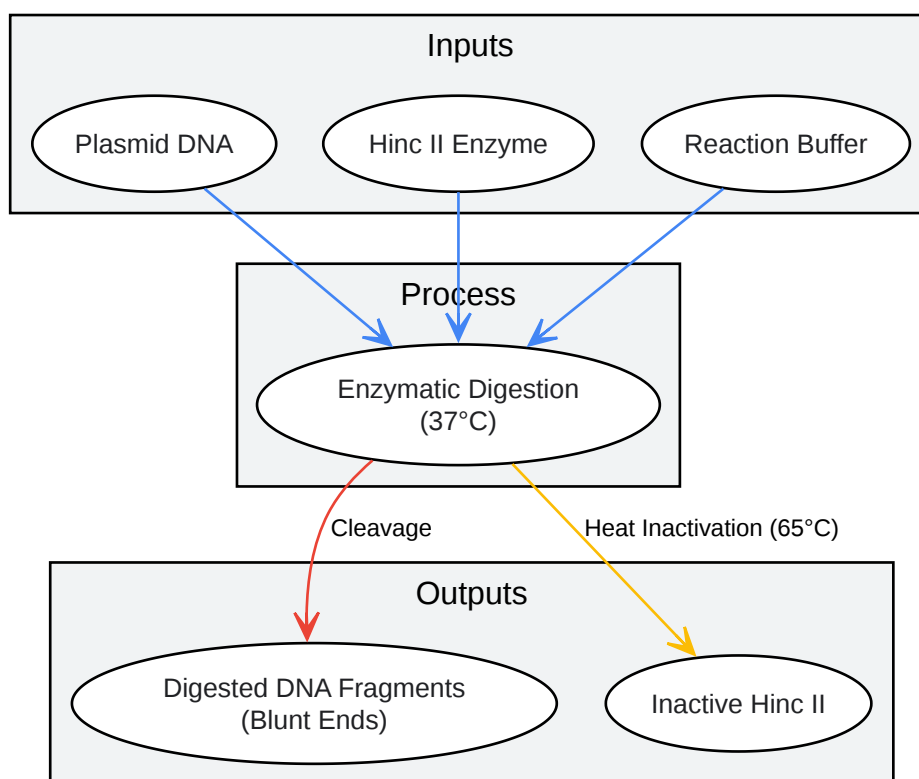 Inputs
Plasmid DNA
Hinc II Enzyme
Reaction Buffer
Process
Enzymatic Digestion
(37°C)
Cleavage
Heat Inactivation (65°C)
Outputs
Digested DNA Fragments
(Blunt Ends)
Inactive Hinc II